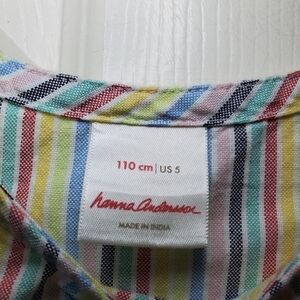 110 cm | US 5
hanna andersson
MADE IN INDIA